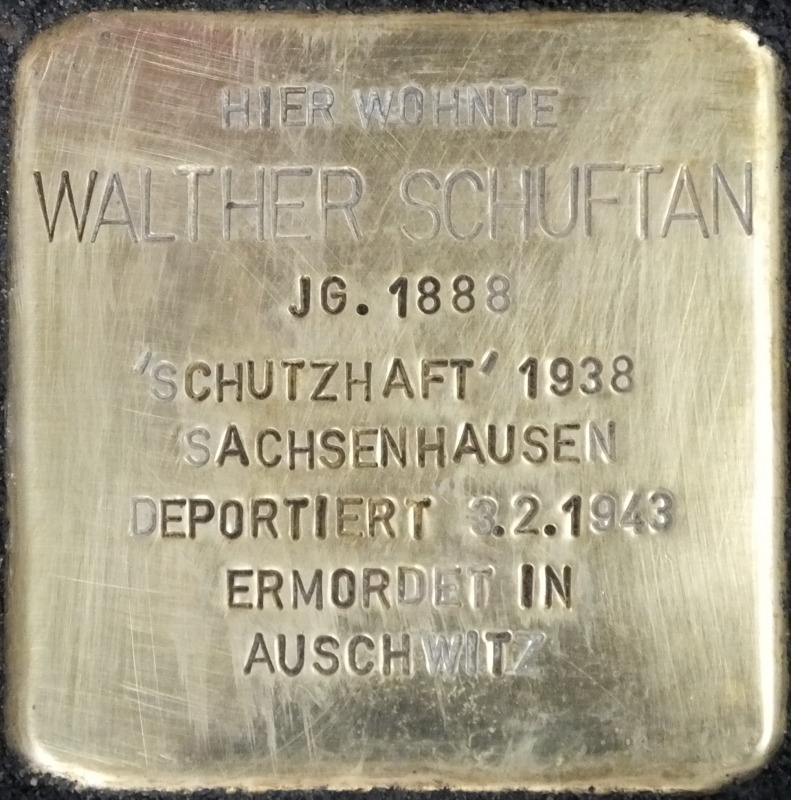 HIER WOHNTE
WALTHER SCHUFTAN
JG. 1888
'SCHUTZHAFT' 1938
SACHSENHAUSEN
DEPORTIERT 3.2.1943
ERMORDET IN
AUSCHWITZ